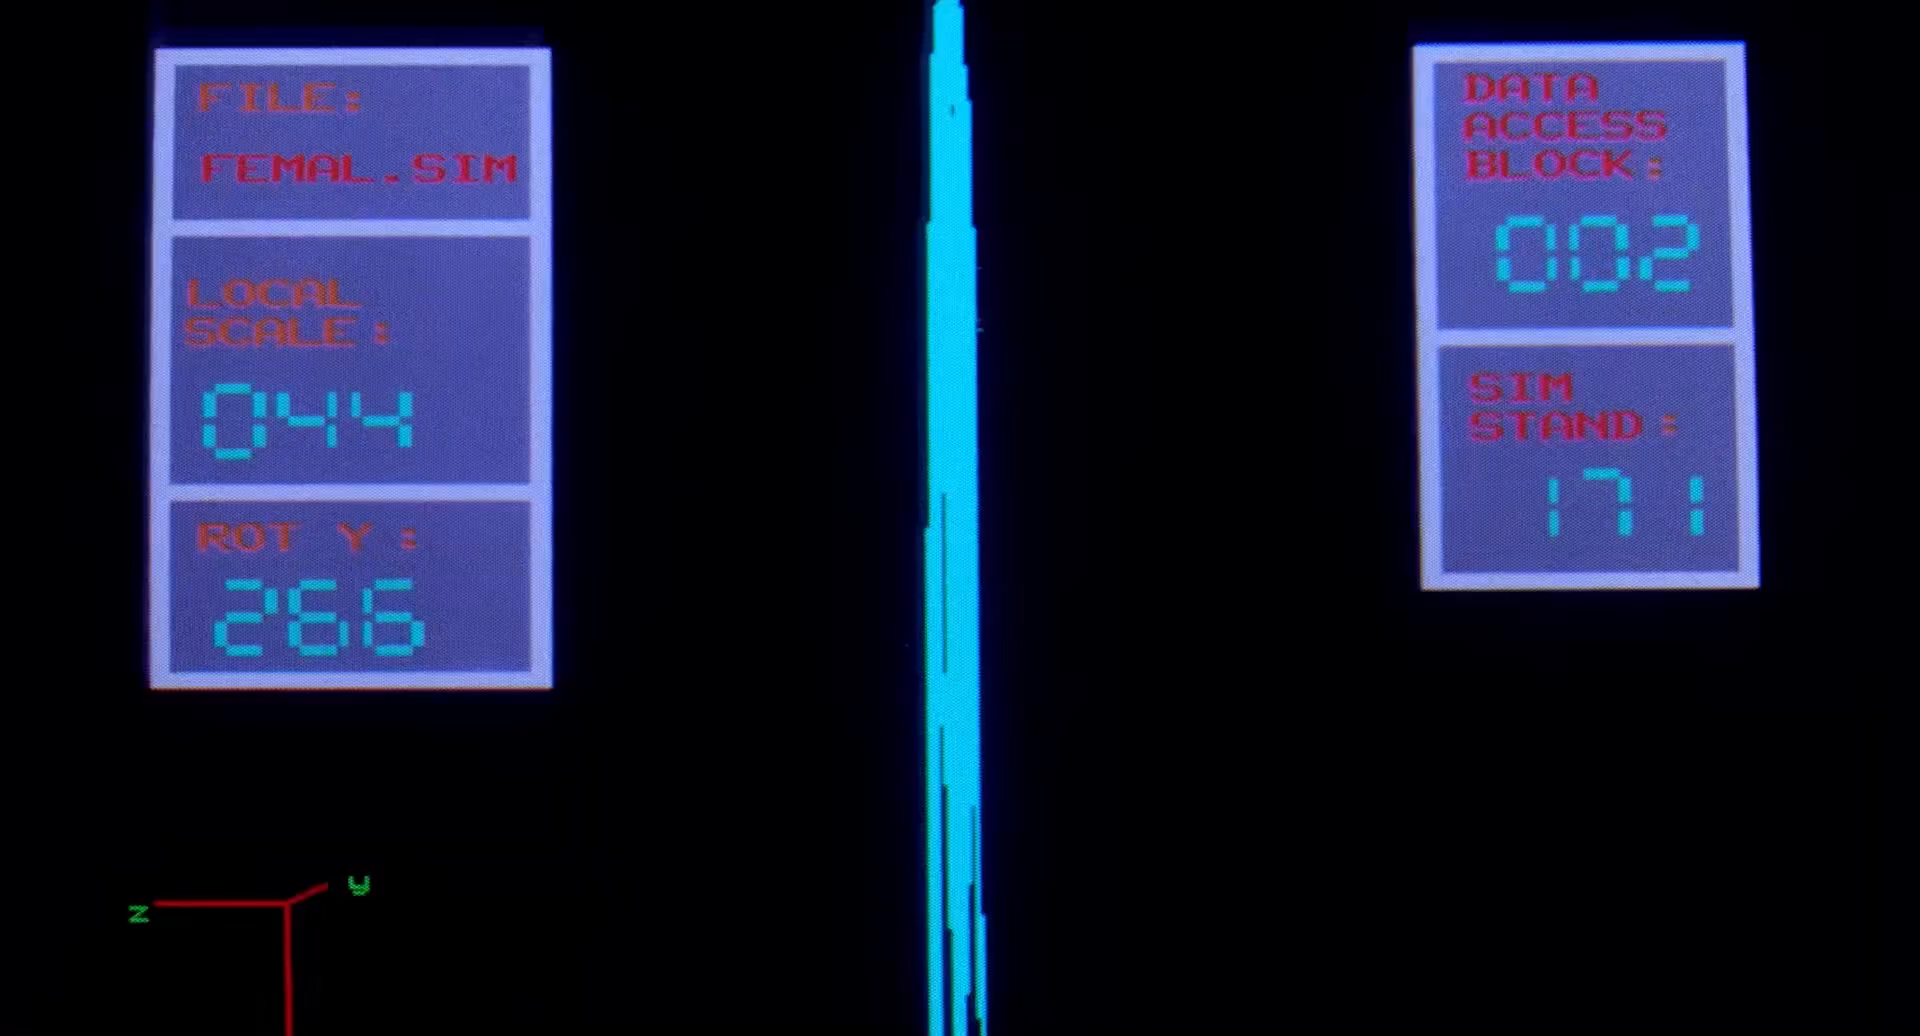 FILE:
FEMAL.SIM
LOCAL
SCALE:
044
ROT Y:
266
DATA
ACCESS
BLOCK:
002
SIM
STAND:
171
z
y